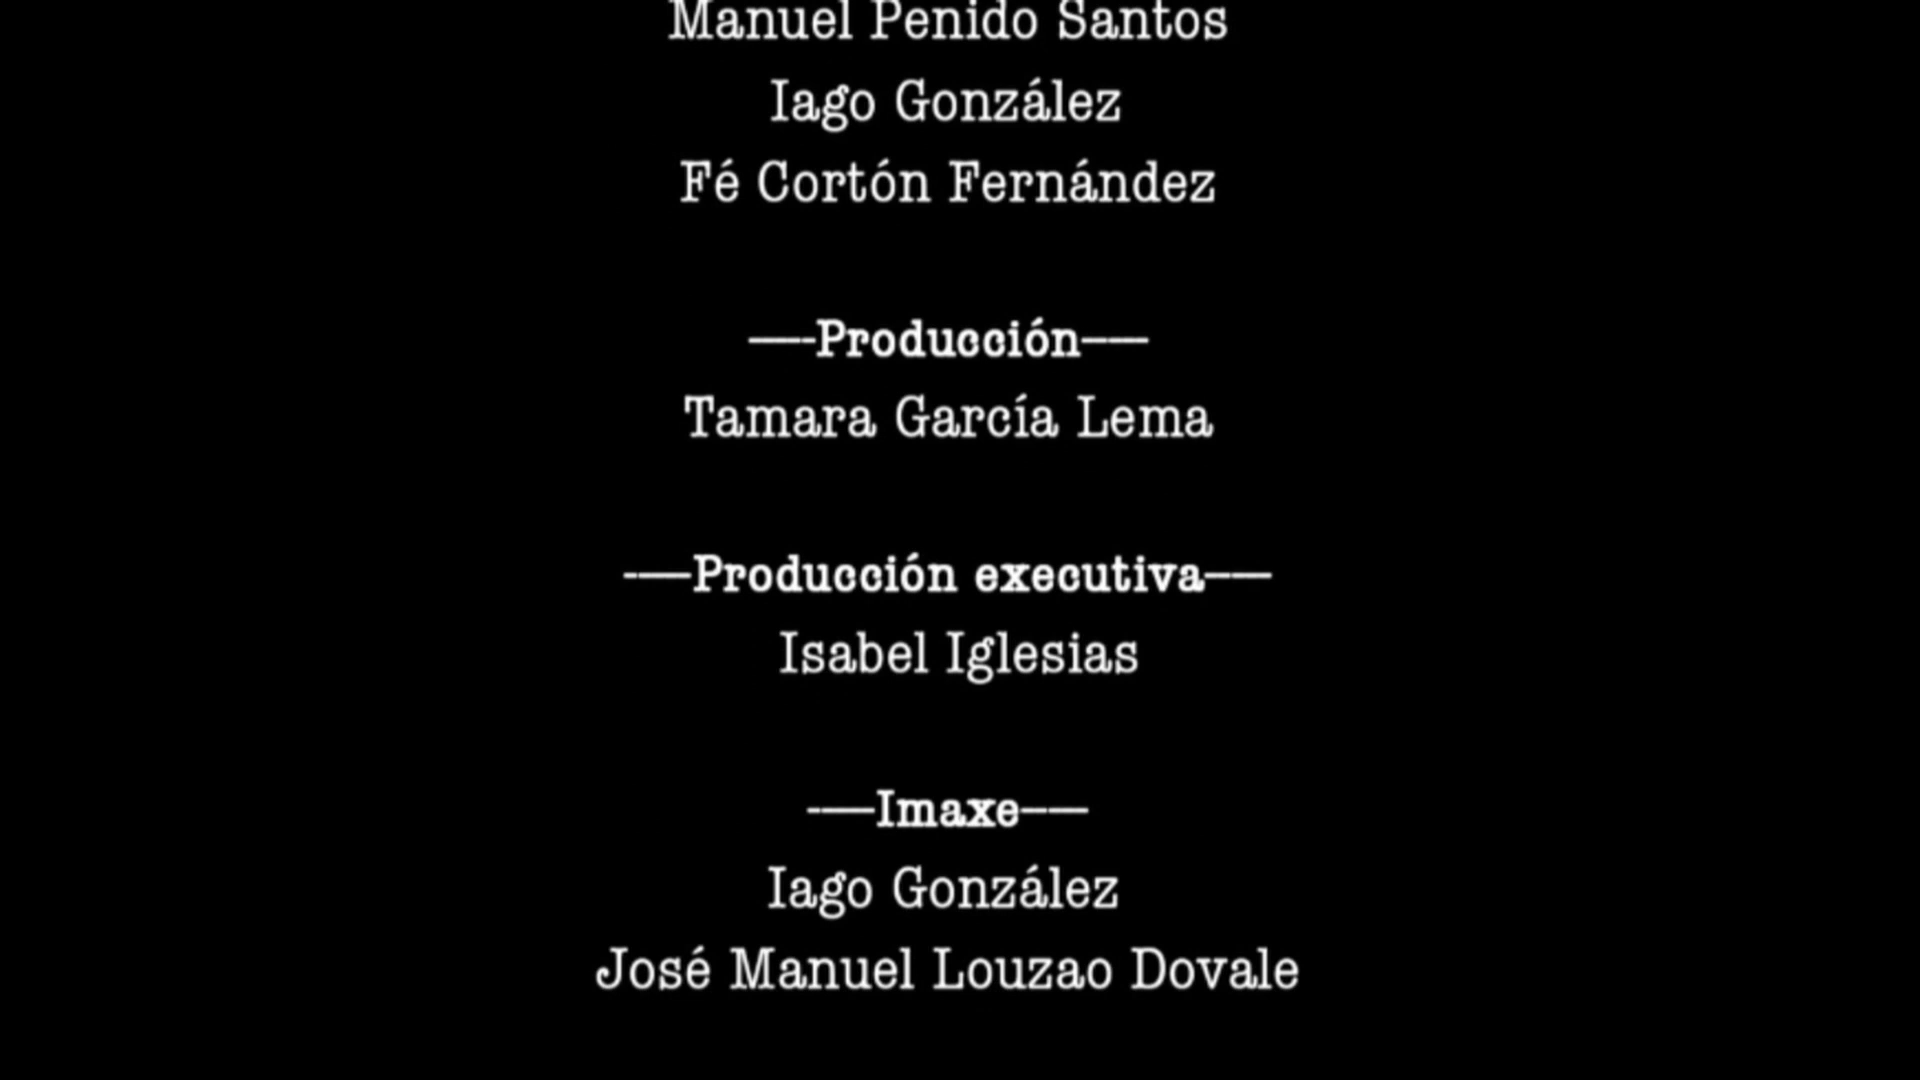 Manuel Penido Santos
Iago González
Fé Cortón Fernández
----Producción----
Tamara García Lema
----Producción executiva----
Isabel Iglesias
----Imaxe----
Iago González
José Manuel Louzao Dovale